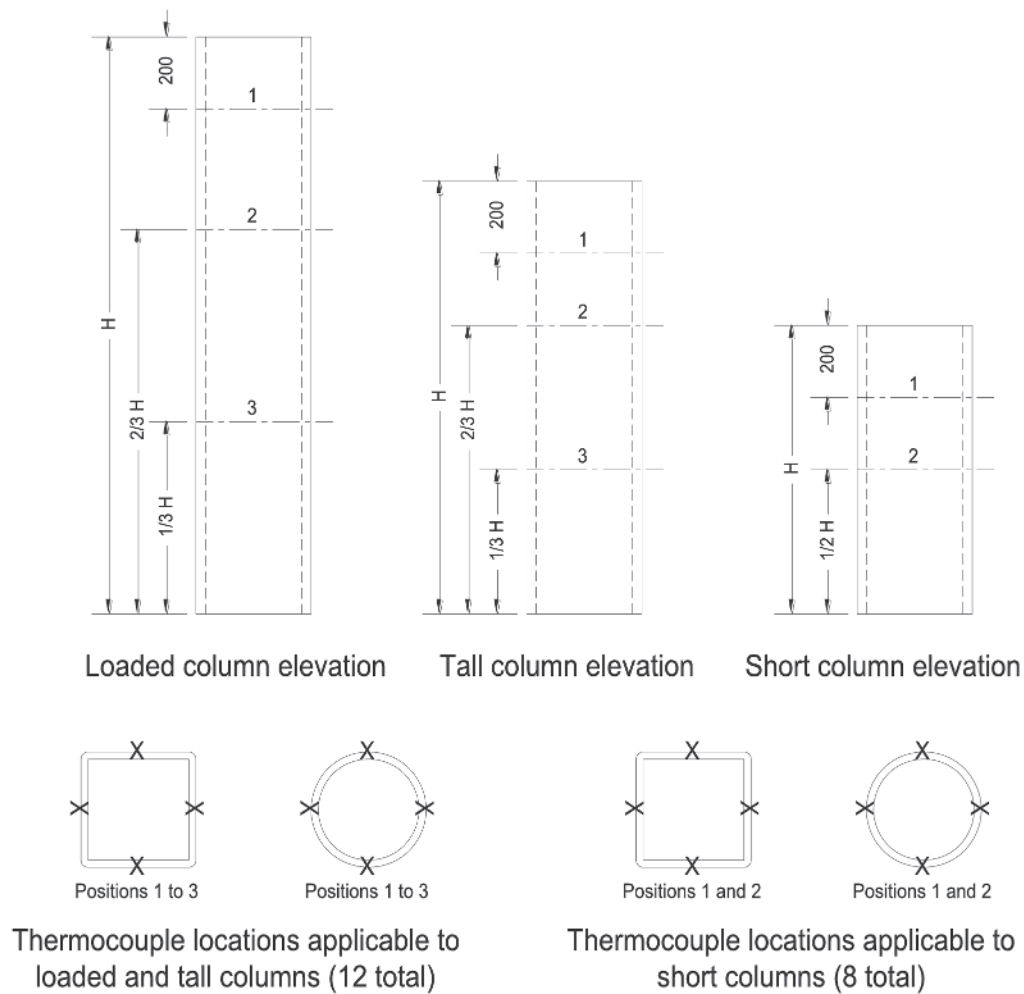 200
1
2
H
2/3 H
3
1/3 H
200
1
2
H
2/3 H
3
1/3 H
200
1
2
H
1/2 H
Loaded column elevation
Tall column elevation
Short column elevation
X
X
X
X
Positions 1 to 3
X
X
X
X
Positions 1 to 3
X
X
X
X
Positions 1 and 2
X
X
X
X
Positions 1 and 2
Thermocouple locations applicable to
loaded and tall columns (12 total)
Thermocouple locations applicable to
short columns (8 total)